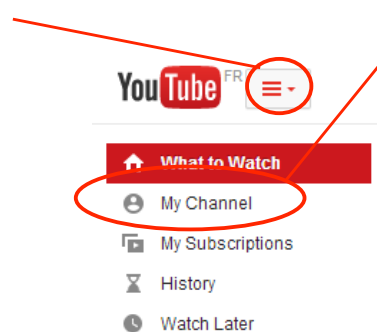 YouTube FR
What to Watch
My Channel
My Subscriptions
History
Watch Later